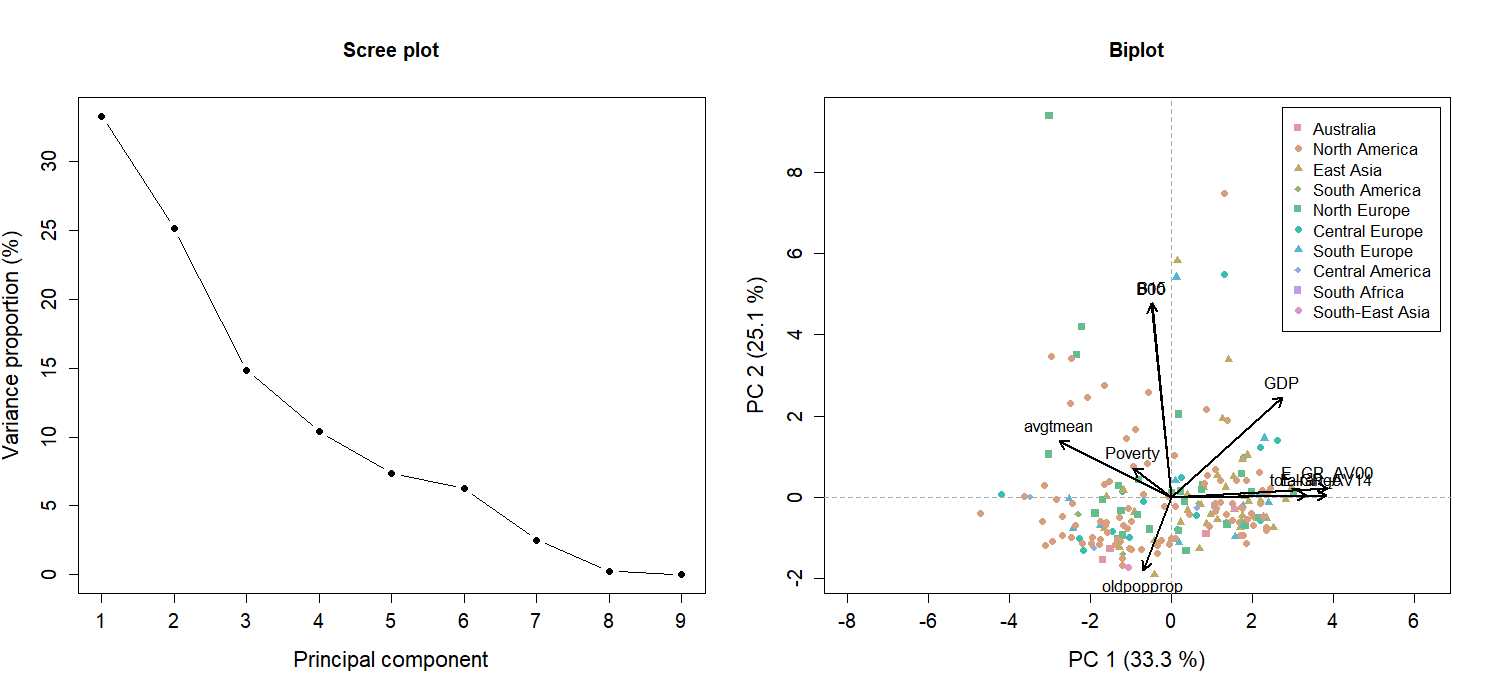 Scree plot
Variance proportion (%)
30
25
20
15
10
5
0
1 2 3 4 5 6 7 8 9
Principal component
Biplot
PC 2 (25.1 %)
8
6
4
2
0
-2
-8 -6 -4 -2 0 2 4 6
PC 1 (33.3 %)
Australia
North America
East Asia
South America
North Europe
Central Europe
South Europe
Central America
South Africa
South-East Asia
GDP
avgtmean
Poverty
E_GR_AV00
E_GR_AV14
oldpopprop